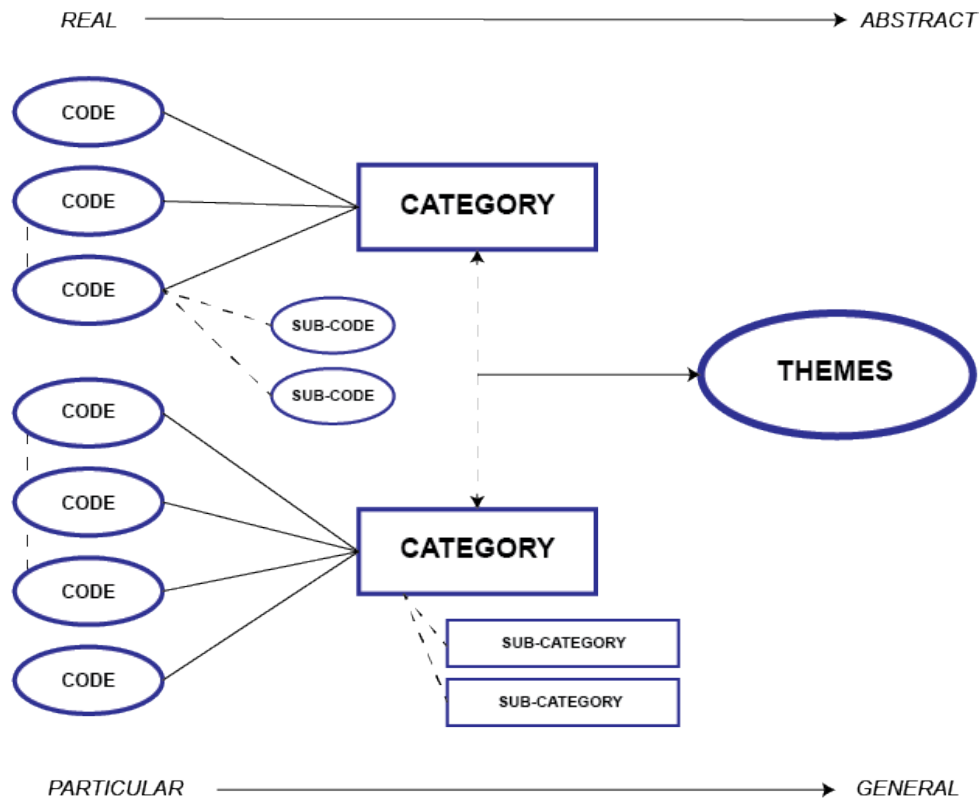 REAL
ABSTRACT
CODE
CODE
CATEGORY
CODE
SUB-CODE
THEMES
SUB-CODE
CODE
CODE
CATEGORY
CODE
SUB-CATEGORY
CODE
SUB-CATEGORY
PARTICULAR
GENERAL